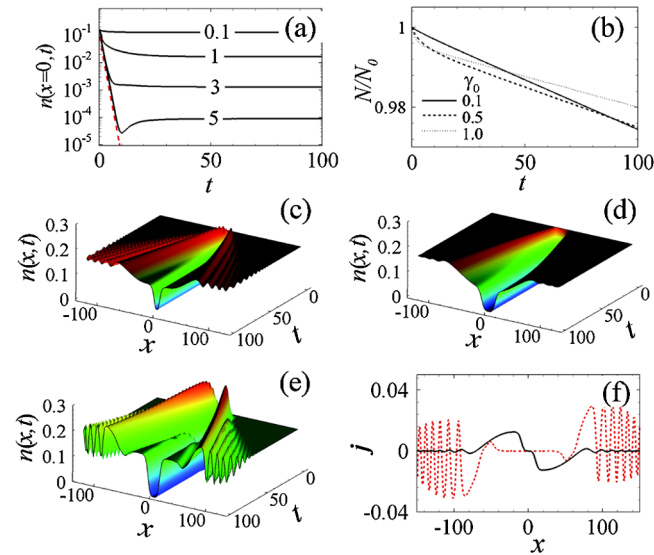 (a)
n(x=0,t)
10^-1
10^-2
10^-3
10^-4
10^-5
0.1
1
3
5
0 50 100
t
(b)
N/N_0
1
0.98
γ_0
0.1
0.5
1.0
0 50 100
t
(c)
n(x,t)
0.3
0.2
0.1
0
-100 0 100
x
0
50
100
t
(d)
n(x,t)
0.3
0.2
0.1
0
-100 0 100
x
0
50
100
t
(e)
n(x,t)
0.3
0.2
0.1
0
-100 0 100
x
0
50
100
t
(f)
j
0.04
0
-0.04
-100 0 100
x